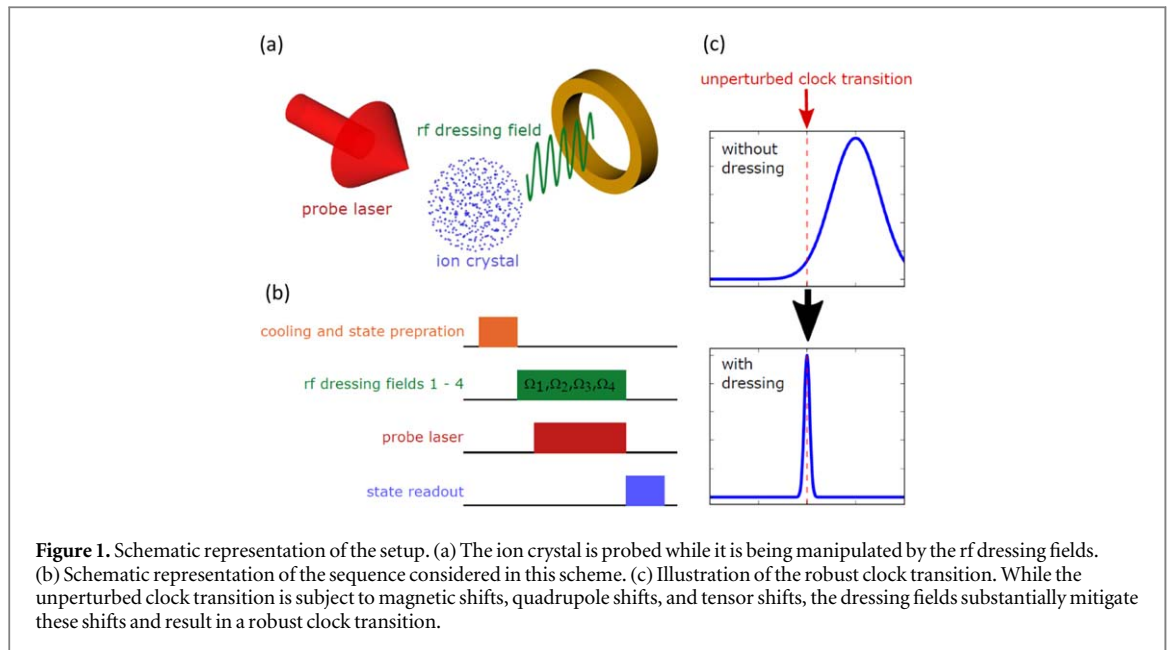 (a)
probe laser
rf dressing field
ion crystal
(b)
cooling and state prepration
rf dressing fields 1 - 4
Ω1,Ω2,Ω3,Ω4
probe laser
state readout
(c)
unperturbed clock transition
without
dressing
with
dressing
Figure 1. Schematic representation of the setup. (a) The ion crystal is probed while it is being manipulated by the rf dressing fields.
(b) Schematic representation of the sequence considered in this scheme. (c) Illustration of the robust clock transition. While the
unperturbed clock transition is subject to magnetic shifts, quadrupole shifts, and tensor shifts, the dressing fields substantially mitigate
these shifts and result in a robust clock transition.